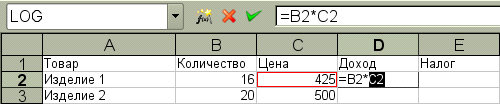 LOG =B2*C2
A B C D E
1 Товар Количество Цена Доход Налог
2 Изделие 1 16 425 =B2*C2
3 Изделие 2 20 500